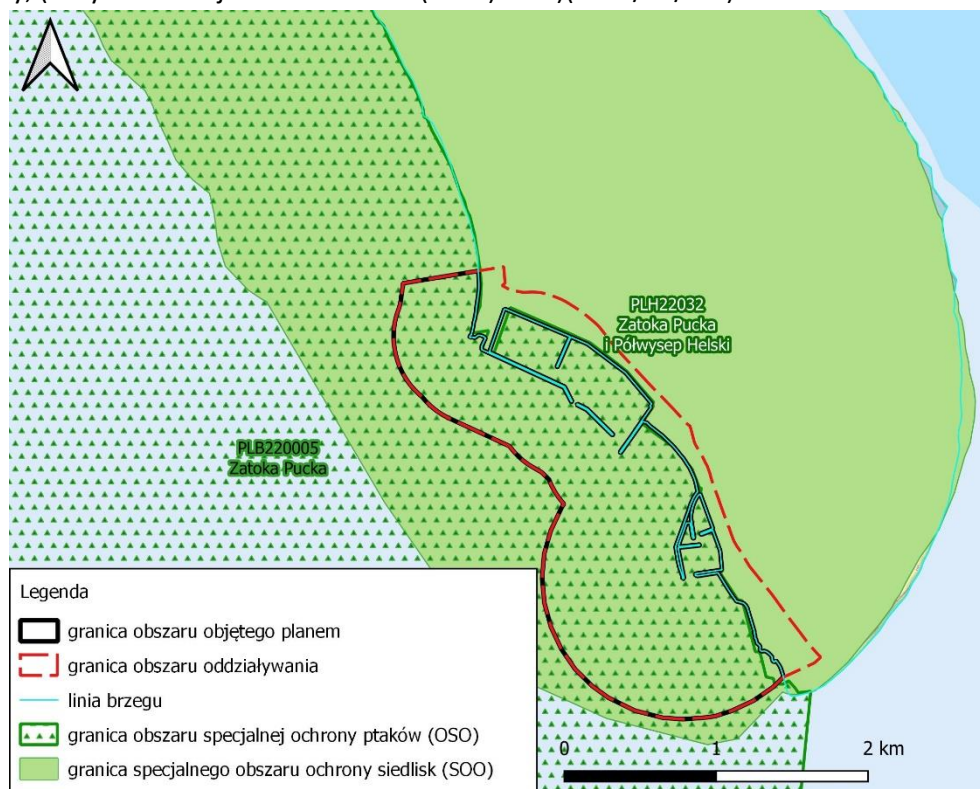 PLH22032
Zatoka Pucka
i Półwysep Helski
PLB220005
Zatoka Pucka
Legenda
granica obszaru objętego planem
granica obszaru oddziaływania
linia brzegu
granica obszaru specjalnej ochrony ptaków (OSO)
granica specjalnego obszaru ochrony siedlisk (SOO)
0 1 2 km